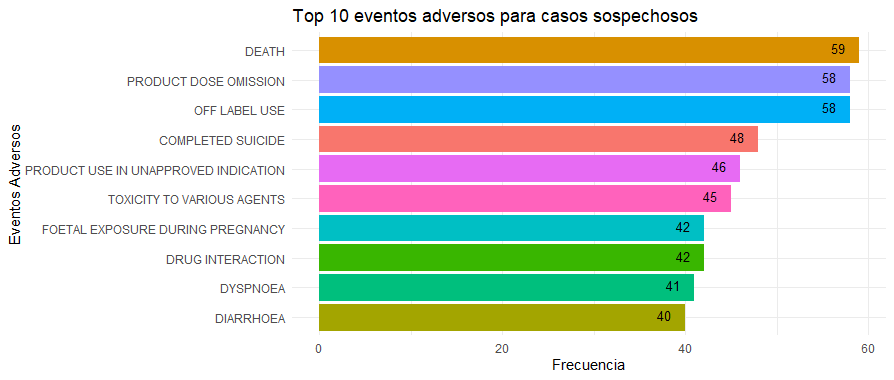 Top 10 eventos adversos para casos sospechosos
Eventos Adversos
DEATH 59
PRODUCT DOSE OMISSION 58
OFF LABEL USE 58
COMPLETED SUICIDE 48
PRODUCT USE IN UNAPPROVED INDICATION 46
TOXICITY TO VARIOUS AGENTS 45
FOETAL EXPOSURE DURING PREGNANCY 42
DRUG INTERACTION 42
DYSPNOEA 41
DIARRHOEA 40
0 20 40 60
Frecuencia